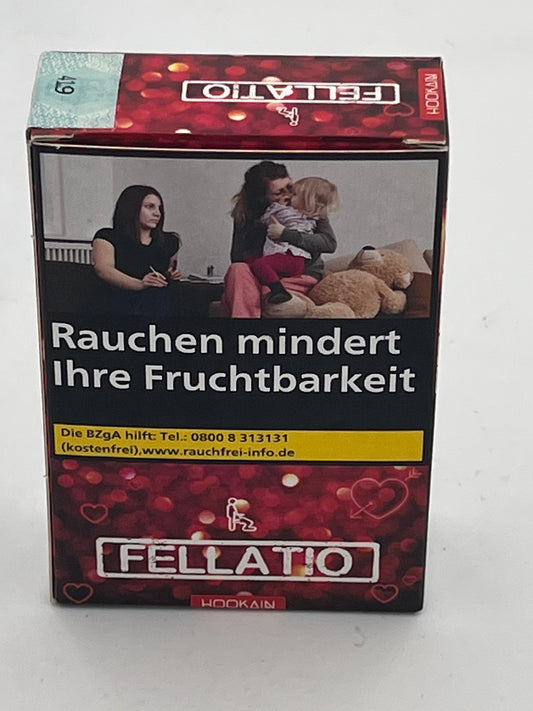 419
FELLATIO
HOOKAIN
Rauchen mindert
Ihre Fruchtbarkeit
Die BZgA hilft: Tel.: 0800 8 313131
(kostenfrei),www.rauchfrei-info.de
FELLATIO
HOOKAIN